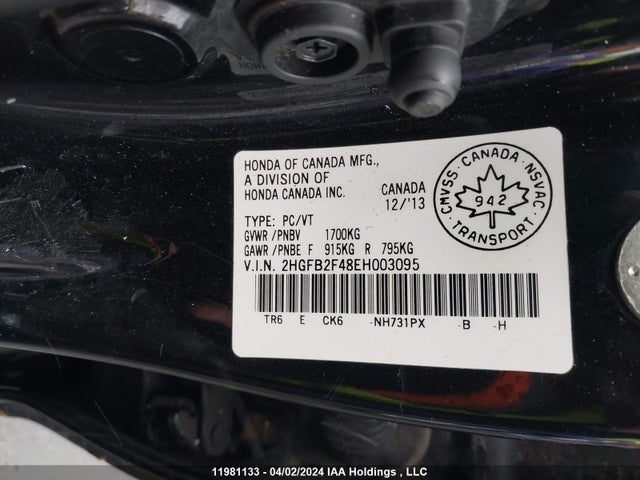 HONDA OF CANADA MFG.,
A DIVISION OF
HONDA CANADA INC.
CANADA
12/'13
TYPE: PC/VT
GVWR /PNBV 1700KG
GAWR /PNBE F 915KG R 795KG
V.I.N. 2HGFB2F48EH003095
TR6 E CK6 -NH731PX -B -H
CMVSS · CANADA · NSVAC
942
TRANSPORT
11981133 - 04/02/2024 IAA Holdings , LLC